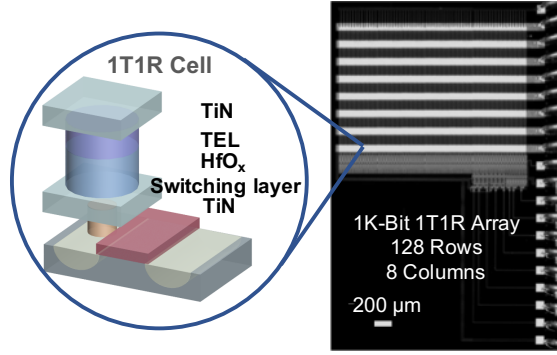 1T1R Cell
TiN
TEL
HfOx
Switching layer
TiN
1K-Bit 1T1R Array
128 Rows
8 Columns
200 μm